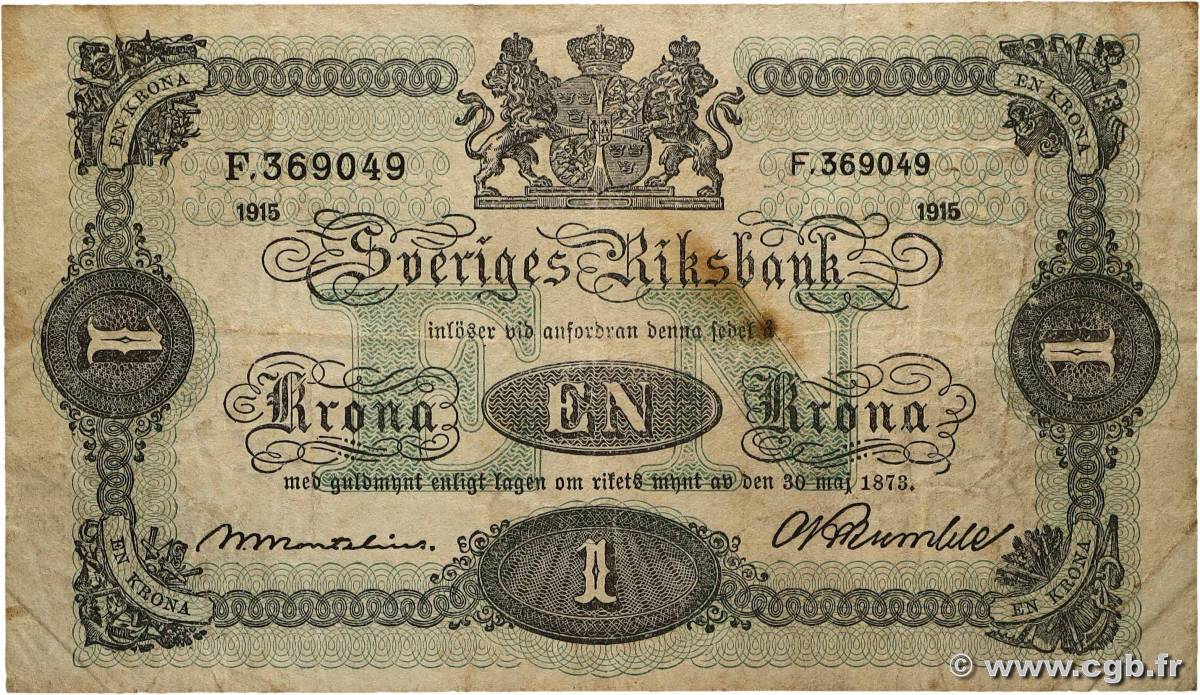 EN KRONA EN KRONA
F. 369049 F. 369049
1915 1915
Sveriges Riksbank
inlöser vid anfordran denna sedel å
1 1
Krona EN Krona
EN
med guldmynt enligt lagen om rikets mynt av den 30 maj 1873.
1
EN KRONA EN KRONA
© www.cgb.fr